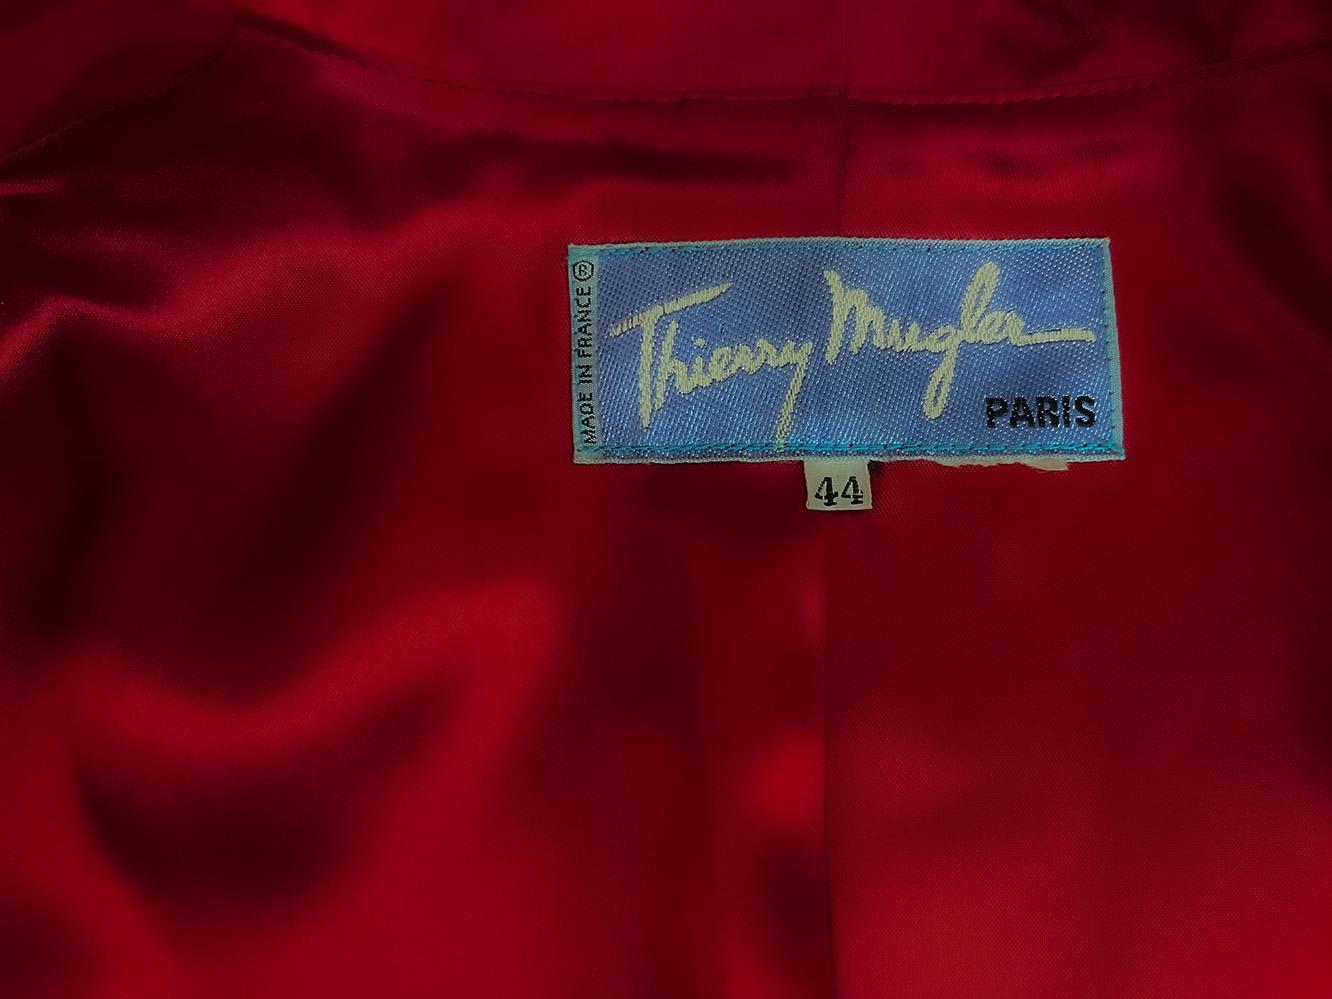 MADE IN FRANCE ®
Thierry Mugler
PARIS
44